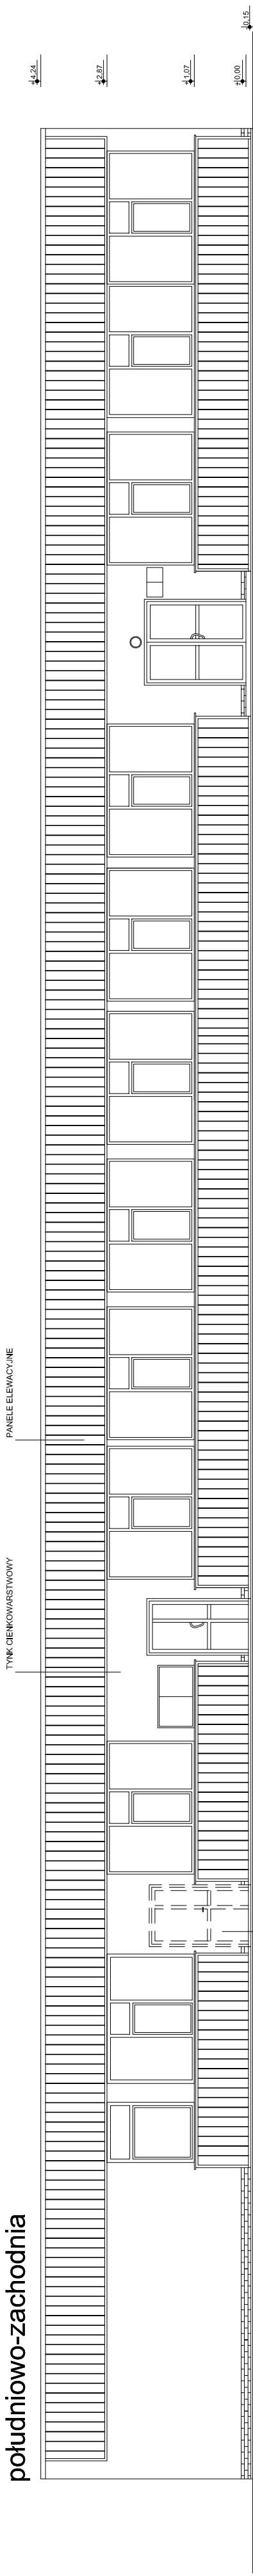 południowo-zachodnia
TYNK CIENKOWARSTWOWY
PANELE ELEWACYJNE
+4,24
+2,87
+1,07
±0,00
-0,15